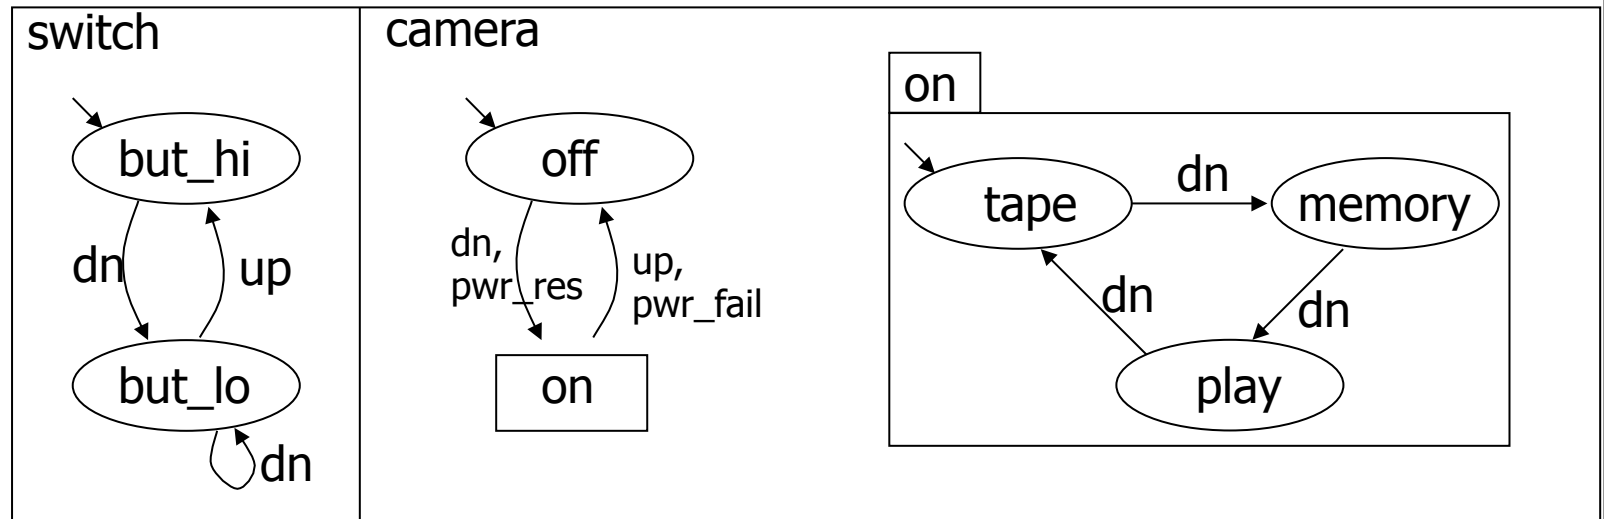 switch
but_hi
dn
up
but_lo
dn
camera
off
dn,
pwr_res
up,
pwr_fail
on
on
tape
dn
memory
dn
dn
play